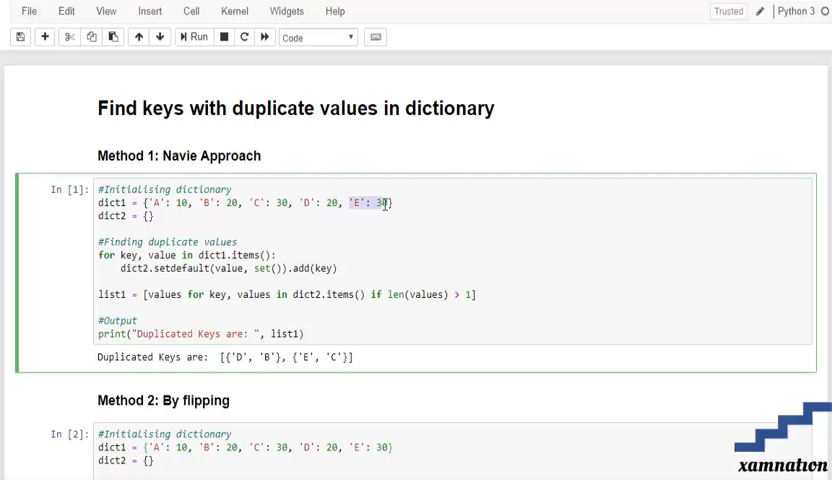 File Edit View Insert Cell Kernel Widgets Help Trusted Python 3
Run Code
Find keys with duplicate values in dictionary
Method 1: Navie Approach
In [1]: #Initialising dictionary
dict1 = {'A': 10, 'B': 20, 'C': 30, 'D': 20, 'E': 30}
dict2 = {}
#Finding duplicate values
for key, value in dict1.items():
    dict2.setdefault(value, set()).add(key)
list1 = [values for key, values in dict2.items() if len(values) > 1]
#Output
print("Duplicated Keys are: ", list1)
Duplicated Keys are:  [{'D', 'B'}, {'E', 'C'}]
Method 2: By flipping
In [2]: #Initialising dictionary
dict1 = {'A': 10, 'B': 20, 'C': 30, 'D': 20, 'E': 30}
dict2 = {}
xamnation